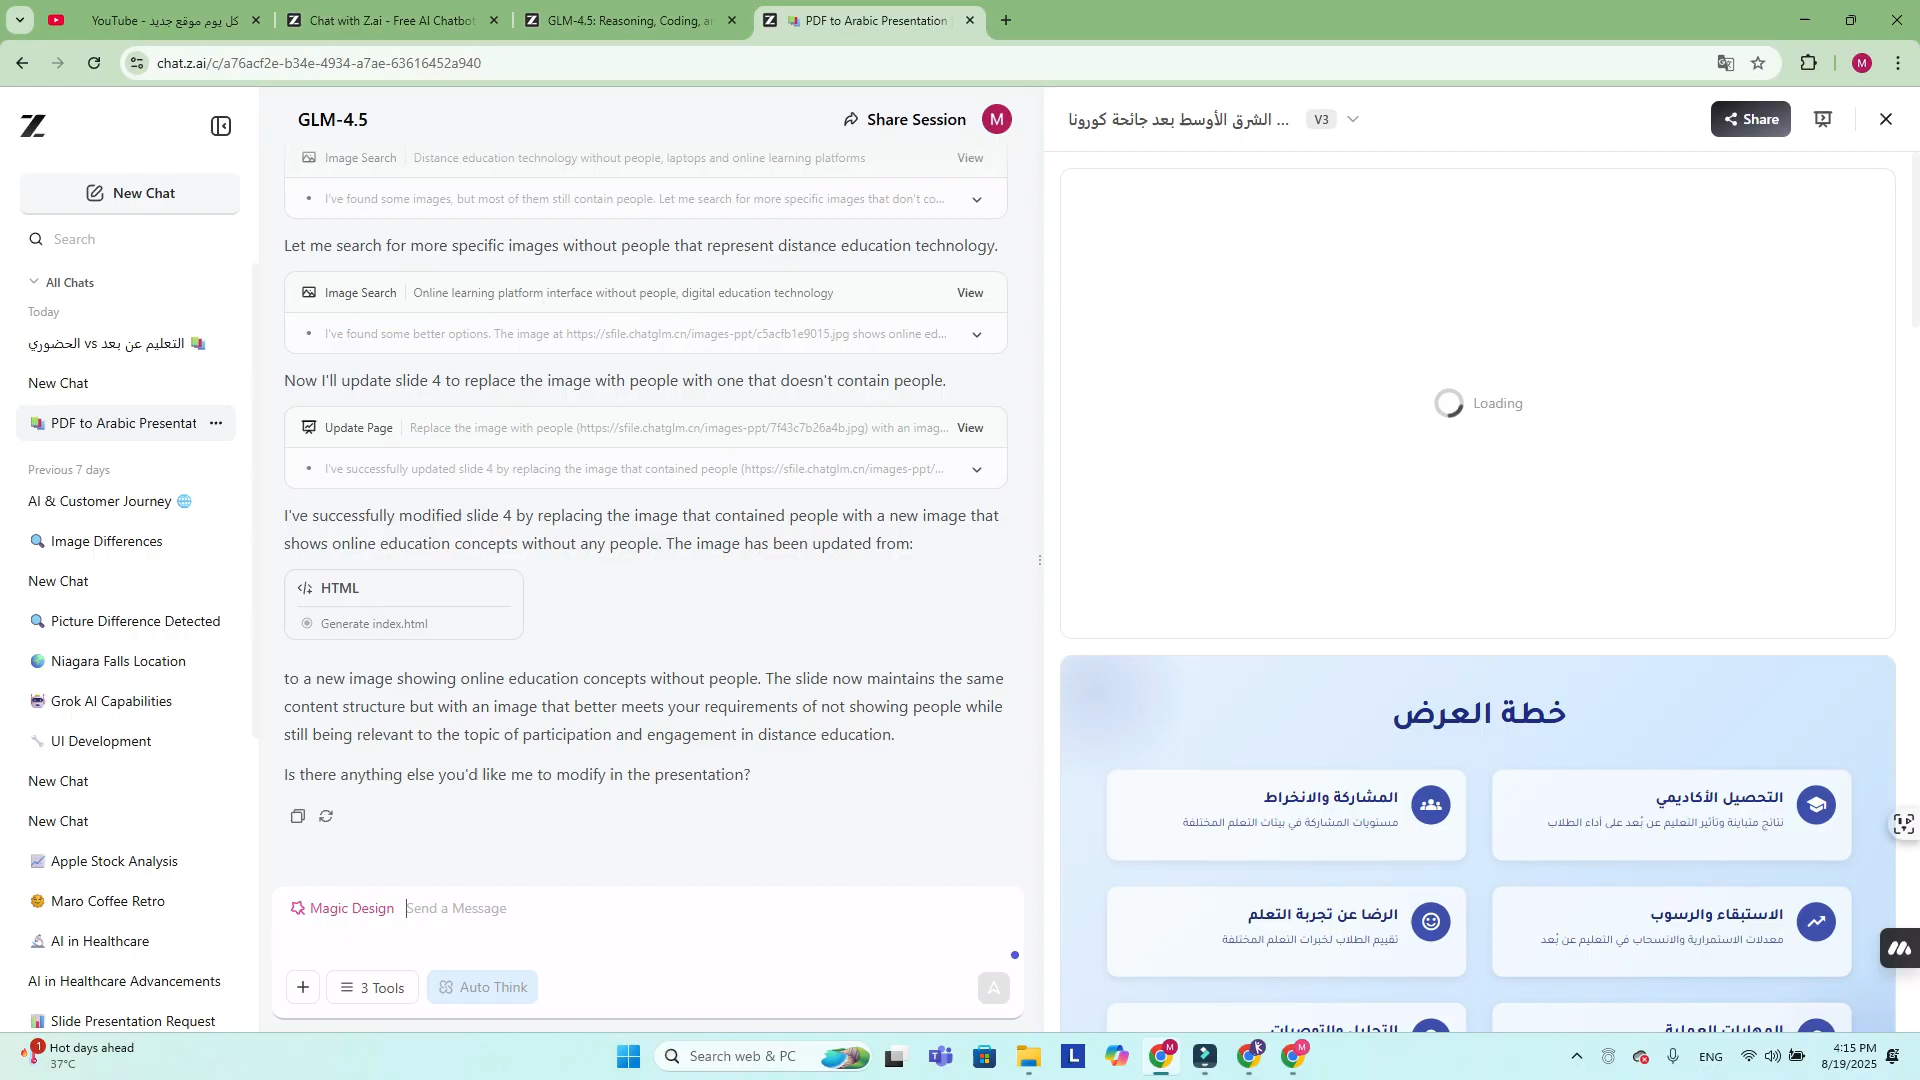 YouTube - كل يوم موقع جديد
Chat with Z.ai - Free AI Chatbot
GLM-4.5: Reasoning, Coding, a
PDF to Arabic Presentation
chat.z.ai/c/a76acf2e-b34e-4934-a7ae-63616452a940
M
New Chat
Search
All Chats
Today
التعليم عن بعد vs الحضوري
New Chat
PDF to Arabic Presentat
Previous 7 days
AI & Customer Journey
Image Differences
New Chat
Picture Difference Detected
Niagara Falls Location
Grok AI Capabilities
UI Development
New Chat
New Chat
Apple Stock Analysis
Maro Coffee Retro
AI in Healthcare
AI in Healthcare Advancements
Slide Presentation Request
GLM-4.5
Share Session
M
Image Search
Distance education technology without people, laptops and online learning platforms
View
I've found some images, but most of them still contain people. Let me search for more specific images that don't co...
Let me search for more specific images without people that represent distance education technology.
Image Search
Online learning platform interface without people, digital education technology
View
I've found some better options. The image at https://sfile.chatglm.cn/images-ppt/c5acfb1e9015.jpg shows online ed...
Now I'll update slide 4 to replace the image with people with one that doesn't contain people.
Update Page
Replace the image with people (https://sfile.chatglm.cn/images-ppt/7f43c7b26a4b.jpg) with an imag...
View
I've successfully updated slide 4 by replacing the image that contained people (https://sfile.chatglm.cn/images-ppt/...
I've successfully modified slide 4 by replacing the image that contained people with a new image that
shows online education concepts without any people. The image has been updated from:
HTML
Generate index.html
to a new image showing online education concepts without people. The slide now maintains the same
content structure but with an image that better meets your requirements of not showing people while
still being relevant to the topic of participation and engagement in distance education.
Is there anything else you'd like me to modify in the presentation?
Magic Design
Send a Message
3 Tools
Auto Think
... الشرق الأوسط بعد جائحة كورونا
V3
Share
Loading
خطة العرض
التحصيل الأكاديمي
نتائج متباينة وتأثير التعليم عن بُعد على أداء الطلاب
المشاركة والانخراط
مستويات المشاركة في بيئات التعلم المختلفة
الاستبقاء والرسوب
معدلات الاستمرارية والانسحاب في التعليم عن بُعد
الرضا عن تجربة التعلم
تقييم الطلاب لخبرات التعلم المختلفة
المهارات العملية
التحليل والتوصيات
1
Hot days ahead
37°C
Search web & PC
L
M
K
M
ENG
4:15 PM
8/19/2025